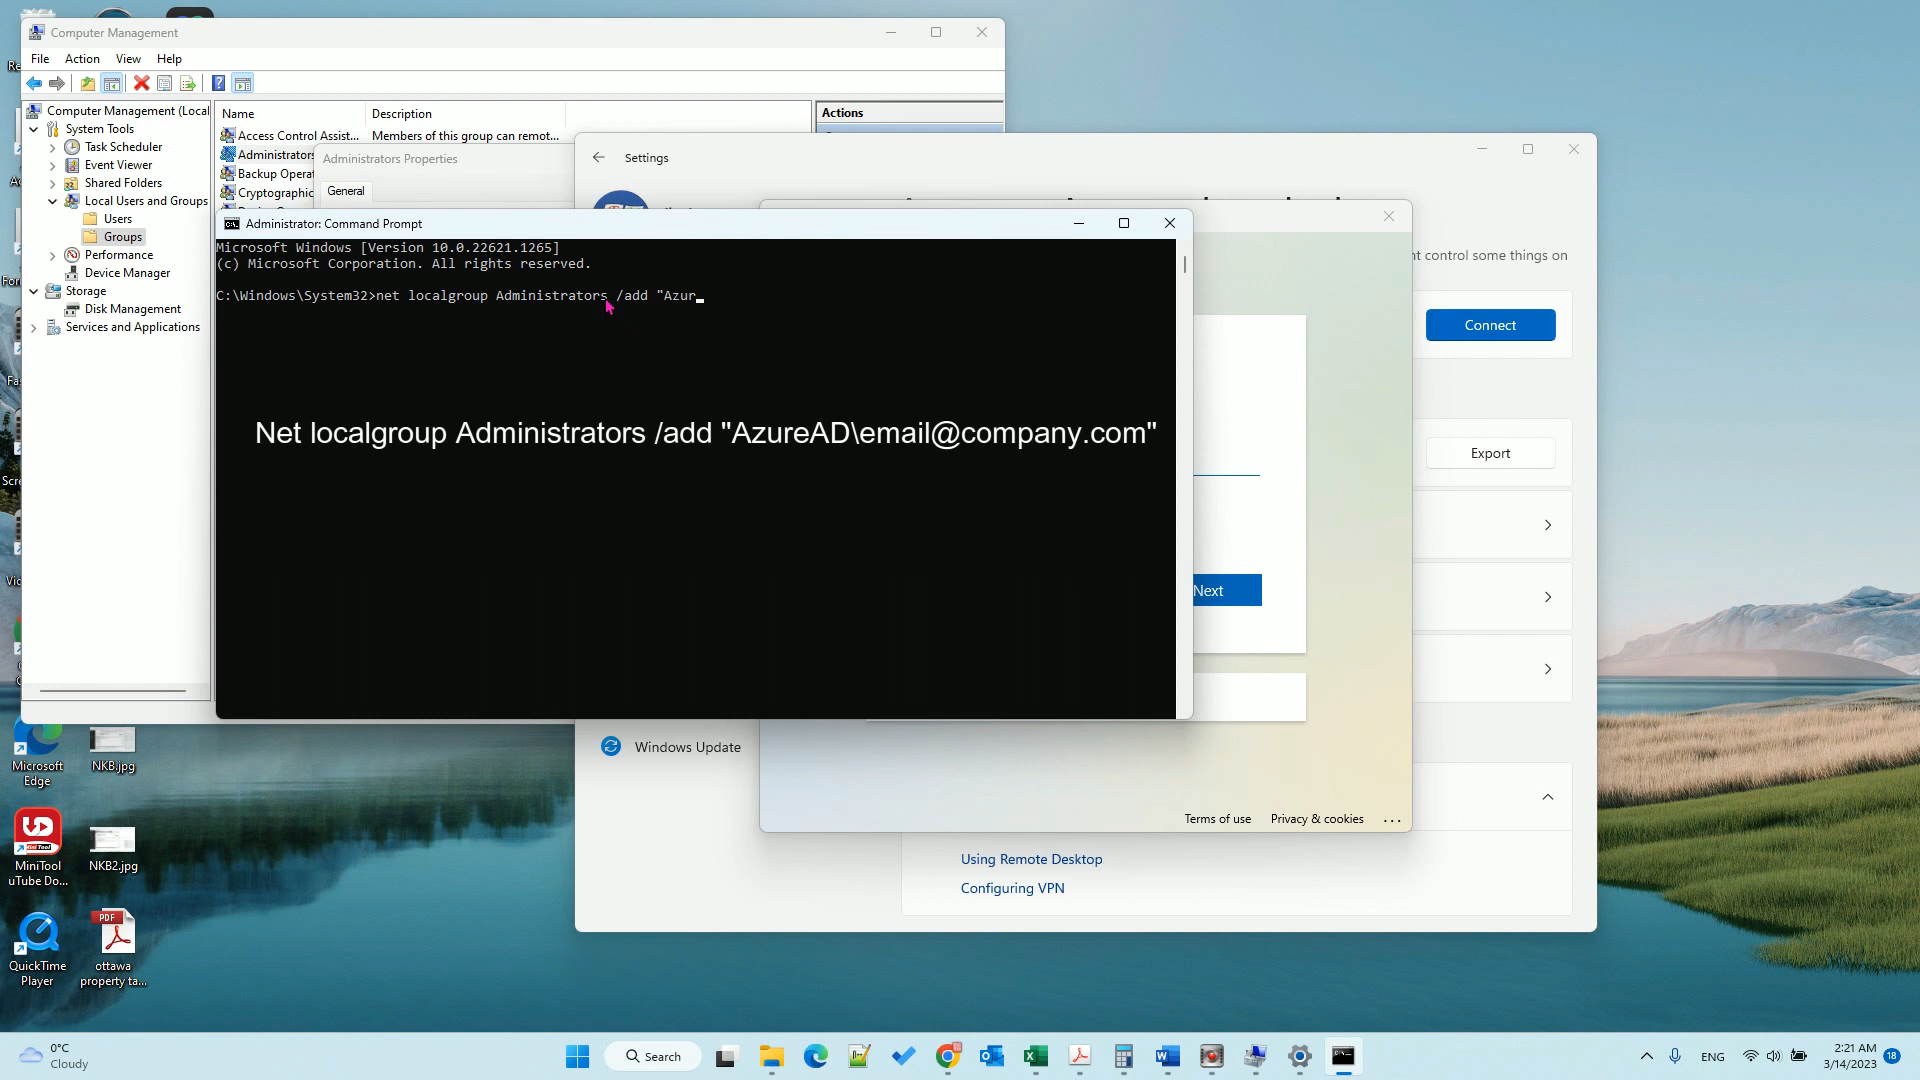 Computer Management
File Action View Help
Computer Management (Local
System Tools
Task Scheduler
Event Viewer
Shared Folders
Local Users and Groups
Users
Groups
Performance
Device Manager
Storage
Disk Management
Services and Applications
Name Description
Access Control Assist... Members of this group can remot...
Administrators
Backup Opera
Cryptographic
Actions
Administrators Properties
General
Settings
nt control some things on
Connect
Export
Next
Windows Update
Terms of use Privacy & cookies ...
Using Remote Desktop
Configuring VPN
Administrator: Command Prompt
Microsoft Windows [Version 10.0.22621.1265]
(c) Microsoft Corporation. All rights reserved.
C:\Windows\System32>net localgroup Administrators /add "Azur
Net localgroup Administrators /add "AzureAD\email@company.com"
Microsoft
Edge
NKB.jpg
MiniTool
uTube Do...
NKB2.jpg
QuickTime
Player
PDF
ottawa
property ta...
0°C
Cloudy
Search
ENG
2:21 AM
3/14/2023
18